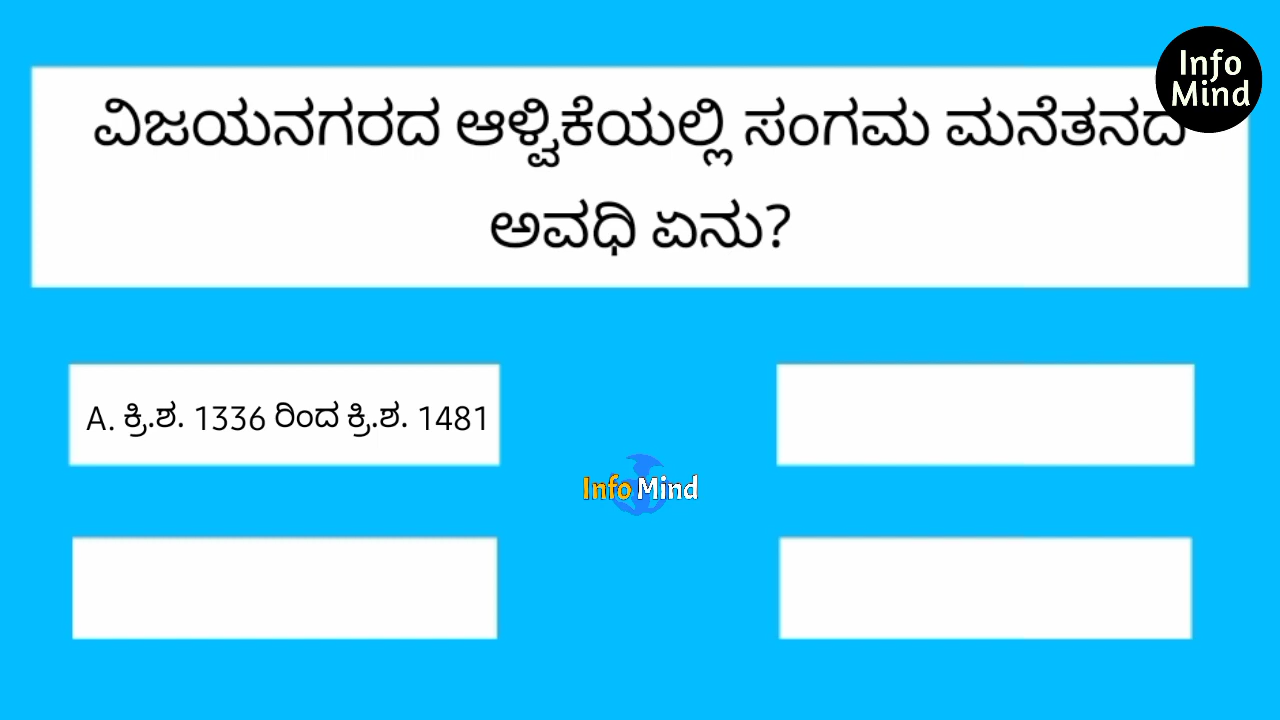 Info
Mind
ವಿಜಯನಗರದ ಆಳ್ವಿಕೆಯಲ್ಲಿ ಸಂಗಮ ಮನೆತನದ
ಅವಧಿ ಏನು?
A. ಕ್ರಿ.ಶ. 1336 ರಿಂದ ಕ್ರಿ.ಶ. 1481
Info Mind